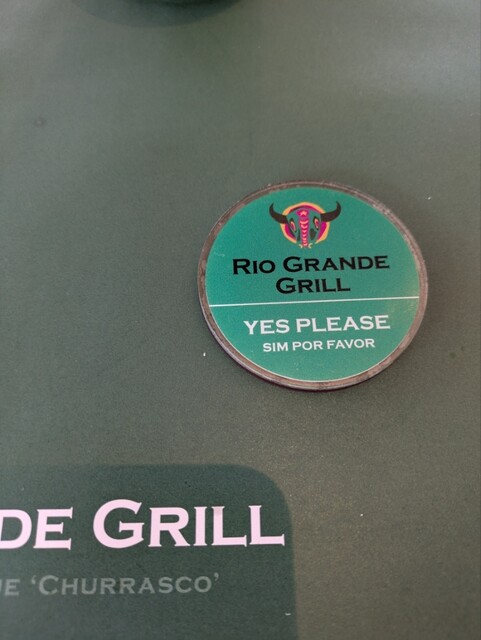 Rio Grande
Grill
YES PLEASE
SIM POR FAVOR
DE GRILL
'CHURRASCO'